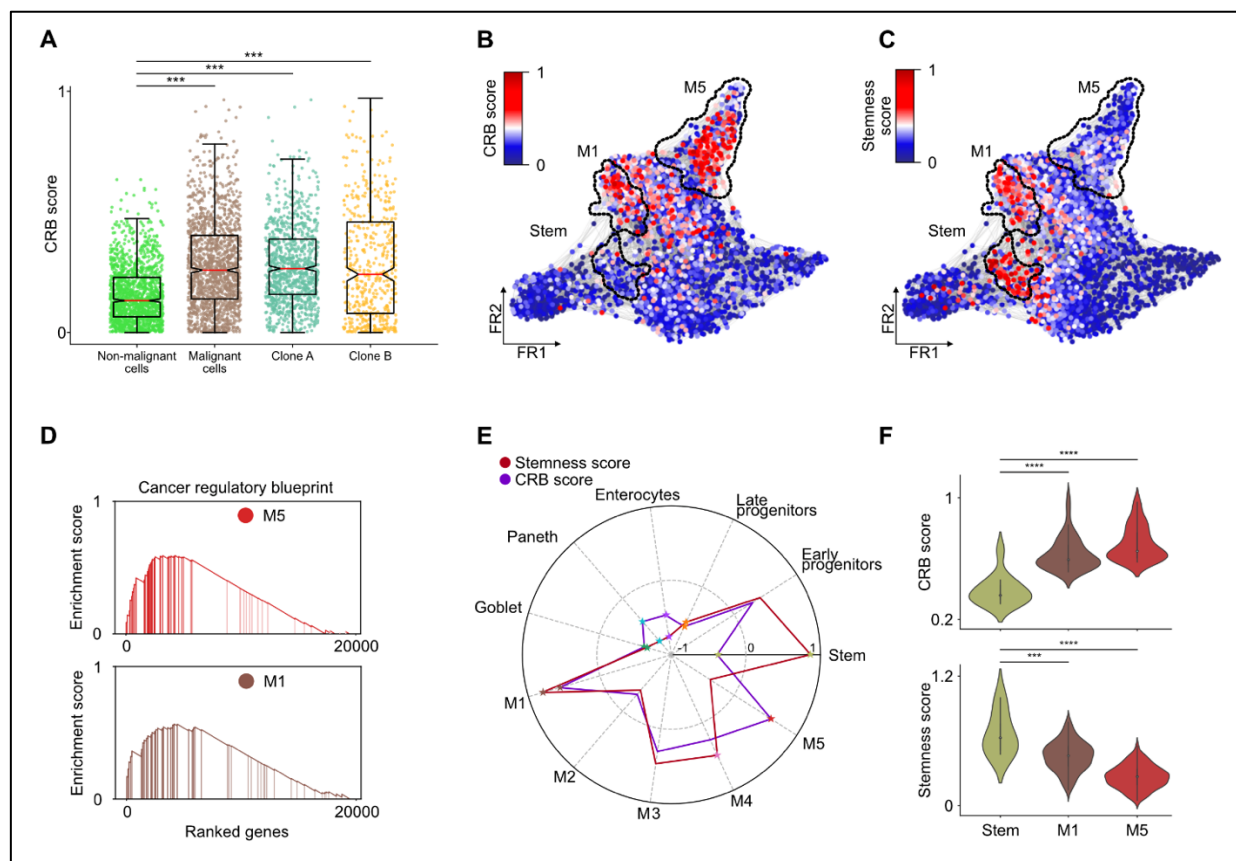 A
***
***
***
1
CRB score
0
Non-malignant cells
Malignant cells
Clone A
Clone B
B
1
CRB score
0
M5
M1
Stem
FR2
FR1
C
1
Stemness score
0
M5
M1
Stem
FR2
FR1
D
Cancer regulatory blueprint
1
Enrichment score
M5
0
0
20000
1
Enrichment score
M1
0
0
20000
Ranked genes
E
Stemness score
CRB score
Enterocytes
Late
progenitors
Paneth
Early
progenitors
Goblet
-1
1
Stem
M1
M5
M2
M4
M3
F
****
****
1
CRB score
0.2
****
***
1.2
Stemness score
0
Stem
M1
M5